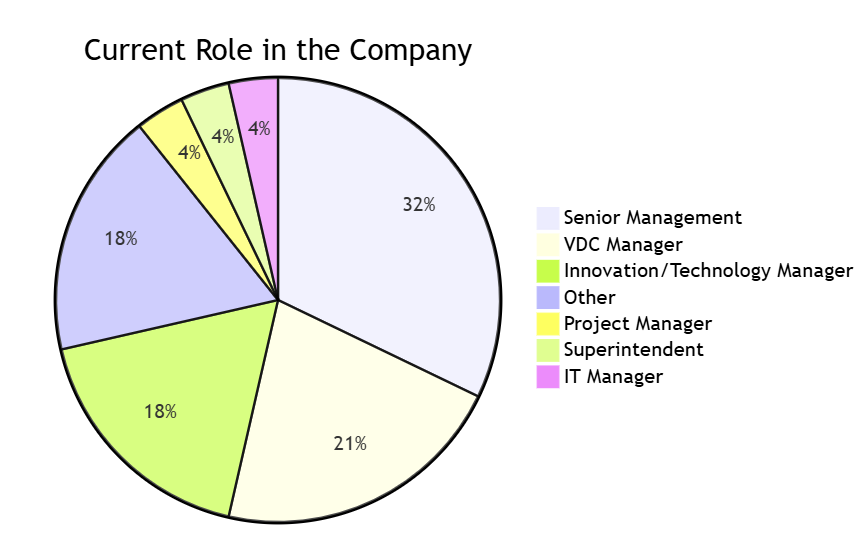 Current Role in the Company
4%
4%
4%
32%
18%
18%
21%
Senior Management
VDC Manager
Innovation/Technology Manager
Other
Project Manager
Superintendent
IT Manager